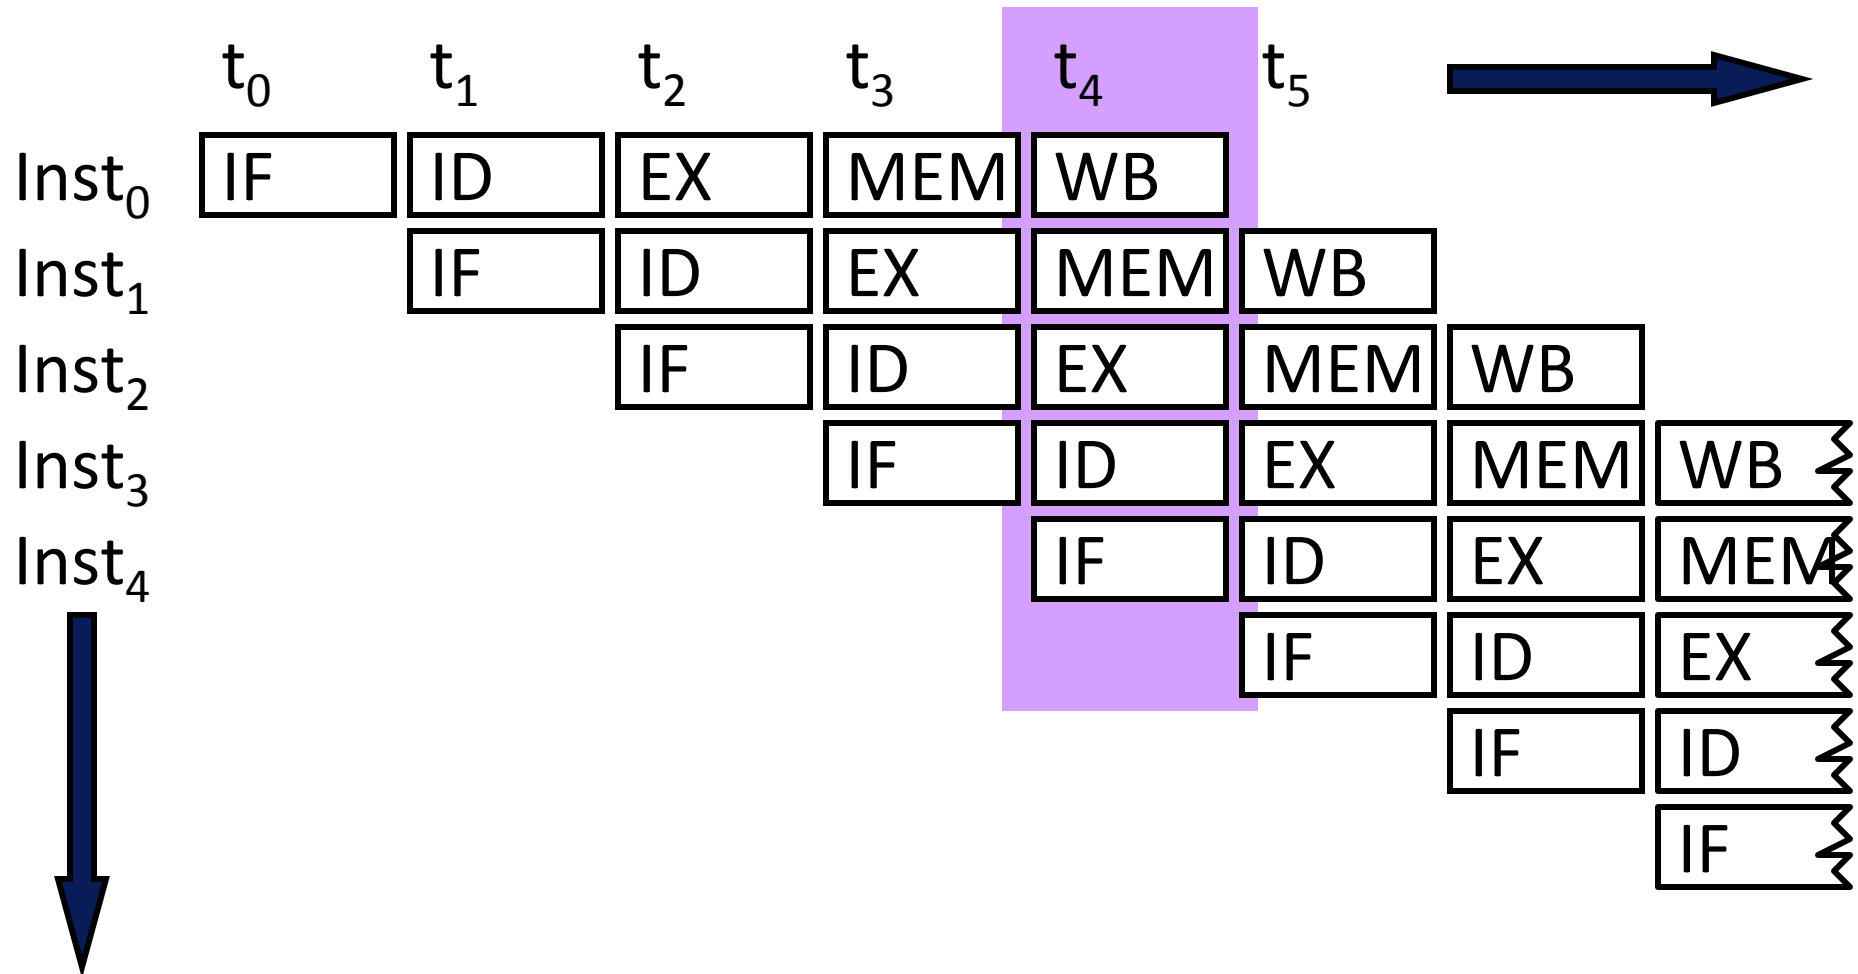 t₀ t₁ t₂ t₃ t₄ t₅
Inst₀ IF ID EX MEM WB
Inst₁ IF ID EX MEM WB
Inst₂ IF ID EX MEM WB
Inst₃ IF ID EX MEM WB
Inst₄ IF ID EX MEM
IF ID EX
IF ID
IF